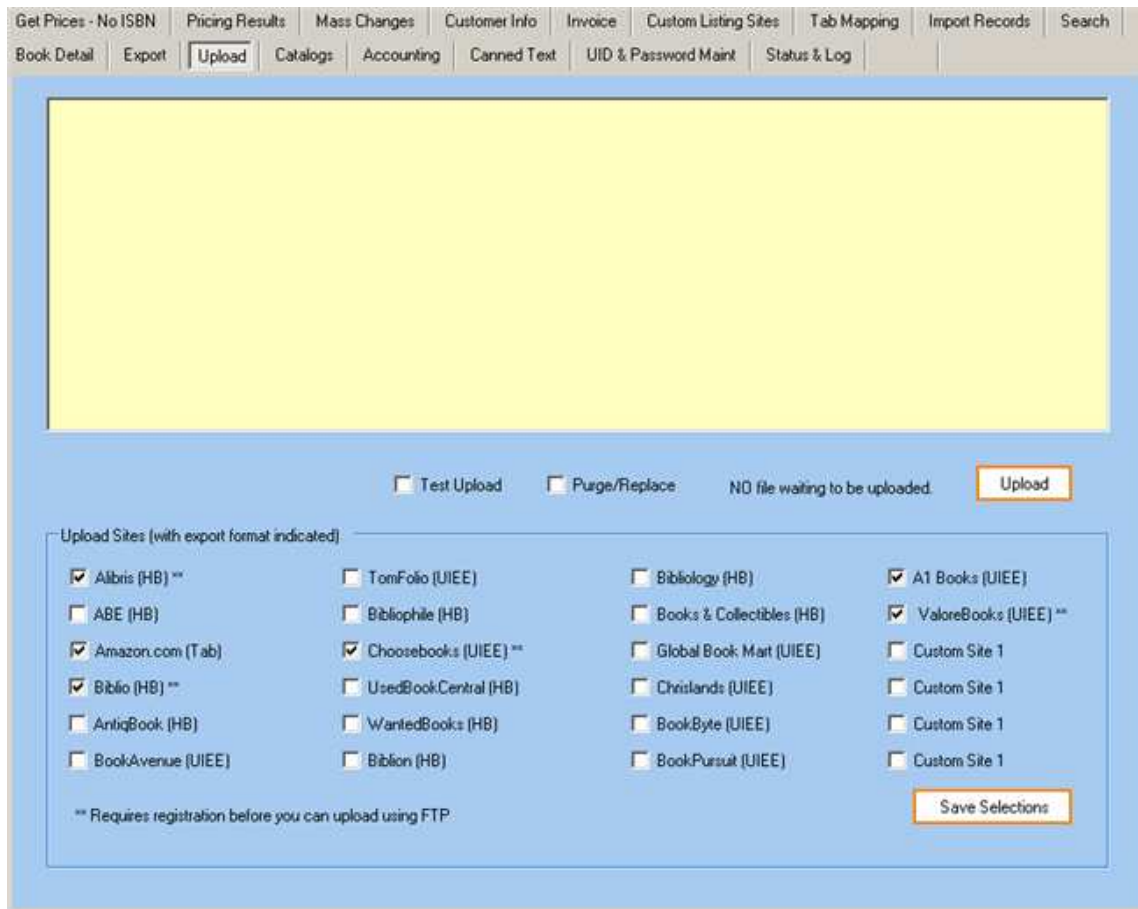 Get Prices - No ISBN Pricing Results Mass Changes Customer Info Invoice Custom Listing Sites Tab Mapping Import Records Search
Book Detail Export Upload Catalogs Accounting Canned Text UID & Password Maint Status & Log
Test Upload Purge/Replace NO file waiting to be uploaded. Upload
Upload Sites (with export format indicated)
Alibris (HB) ** TomFolio (UIEE) Bibliology (HB) A1 Books (UIEE)
ABE (HB) Bibliophile (HB) Books & Collectibles (HB) ValoreBooks (UIEE) **
Amazon.com (Tab) Choosebooks (UIEE) ** Global Book Mart (UIEE) Custom Site 1
Biblio (HB) ** UsedBookCentral (HB) Chrislands (UIEE) Custom Site 1
AntiqBook (HB) WantedBooks (HB) BookByte (UIEE) Custom Site 1
BookAvenue (UIEE) Biblion (HB) BookPursuit (UIEE) Custom Site 1
** Requires registration before you can upload using FTP Save Selections